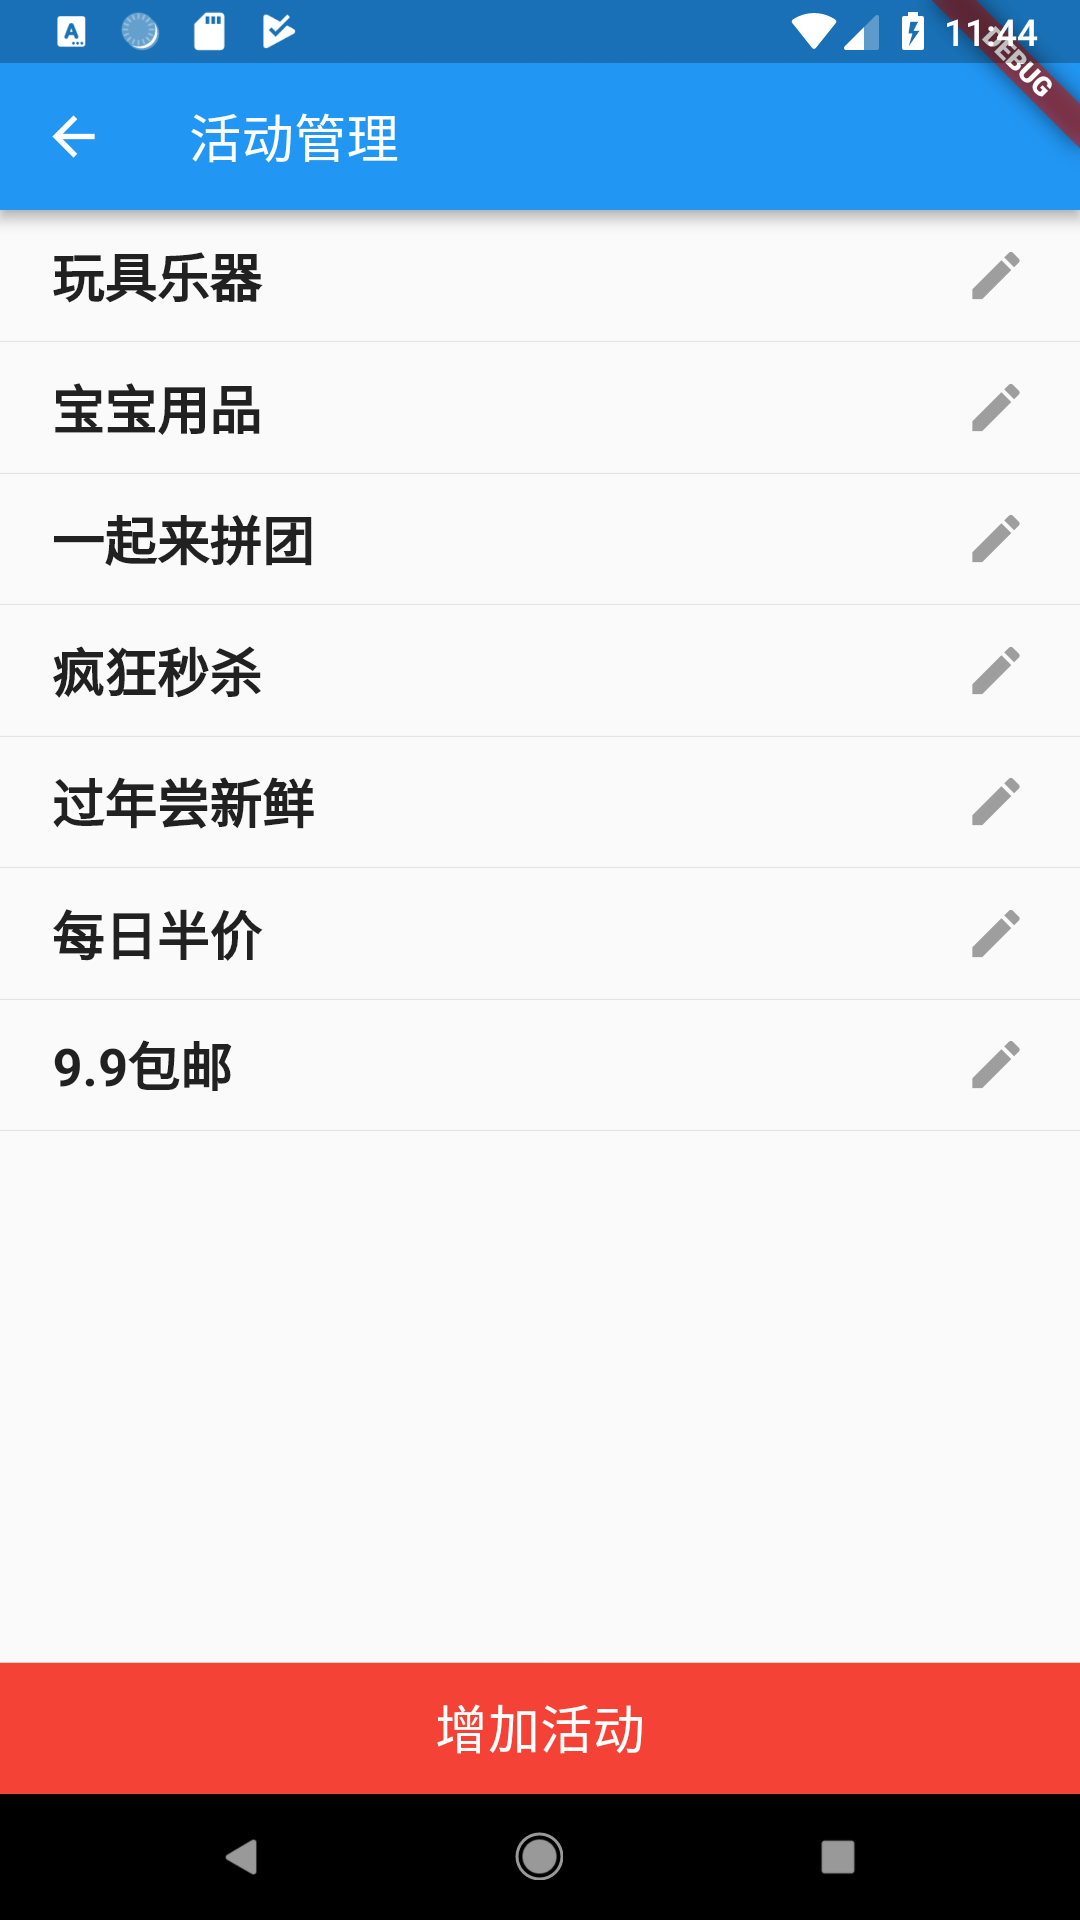 11:44
DEBUG
活动管理
玩具乐器
宝宝用品
一起来拼团
疯狂秒杀
过年尝新鲜
每日半价
9.9包邮
增加活动